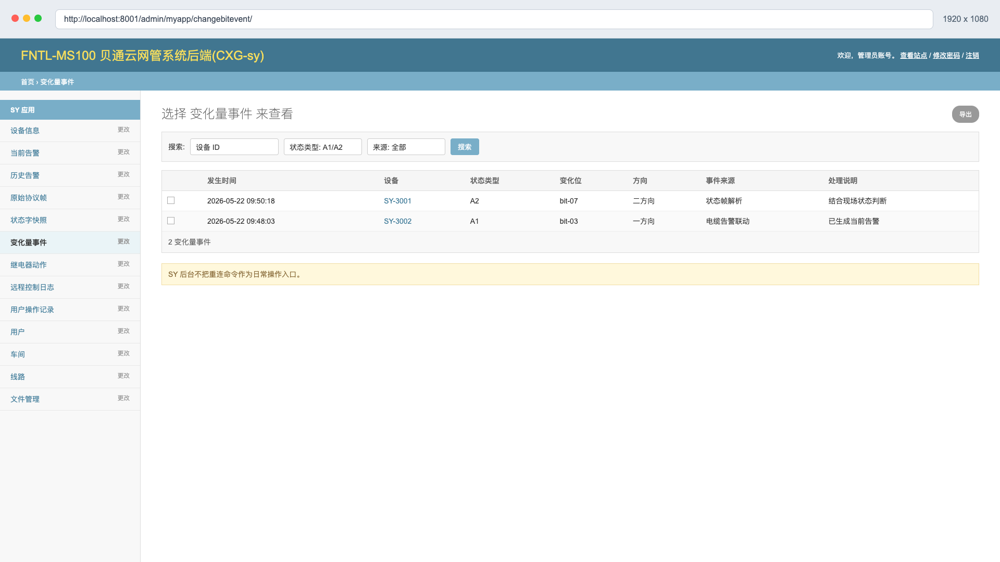 http://localhost:8001/admin/myapp/changebitevent/
1920 x 1080
FNTL-MS100 贝通云网管系统后端(CXG-sy)
欢迎，管理员账号。 查看站点 / 修改密码 / 注销
首页 › 变化量事件
SY 应用
设备信息 更改
当前告警 更改
历史告警 更改
原始协议帧 更改
状态字快照 更改
变化量事件 更改
继电器动作 更改
远程控制日志 更改
用户操作记录 更改
用户 更改
车间 更改
线路 更改
文件管理 更改
选择 变化量事件 来查看
导出
搜索: 设备 ID 状态类型: A1/A2 来源: 全部 搜索
发生时间 设备 状态类型 变化位 方向 事件来源 处理说明
2026-05-22 09:50:18 SY-3001 A2 bit-07 二方向 状态帧解析 结合现场状态判断
2026-05-22 09:48:03 SY-3002 A1 bit-03 一方向 电缆告警联动 已生成当前告警
2 变化量事件
SY 后台不把重连命令作为日常操作入口。